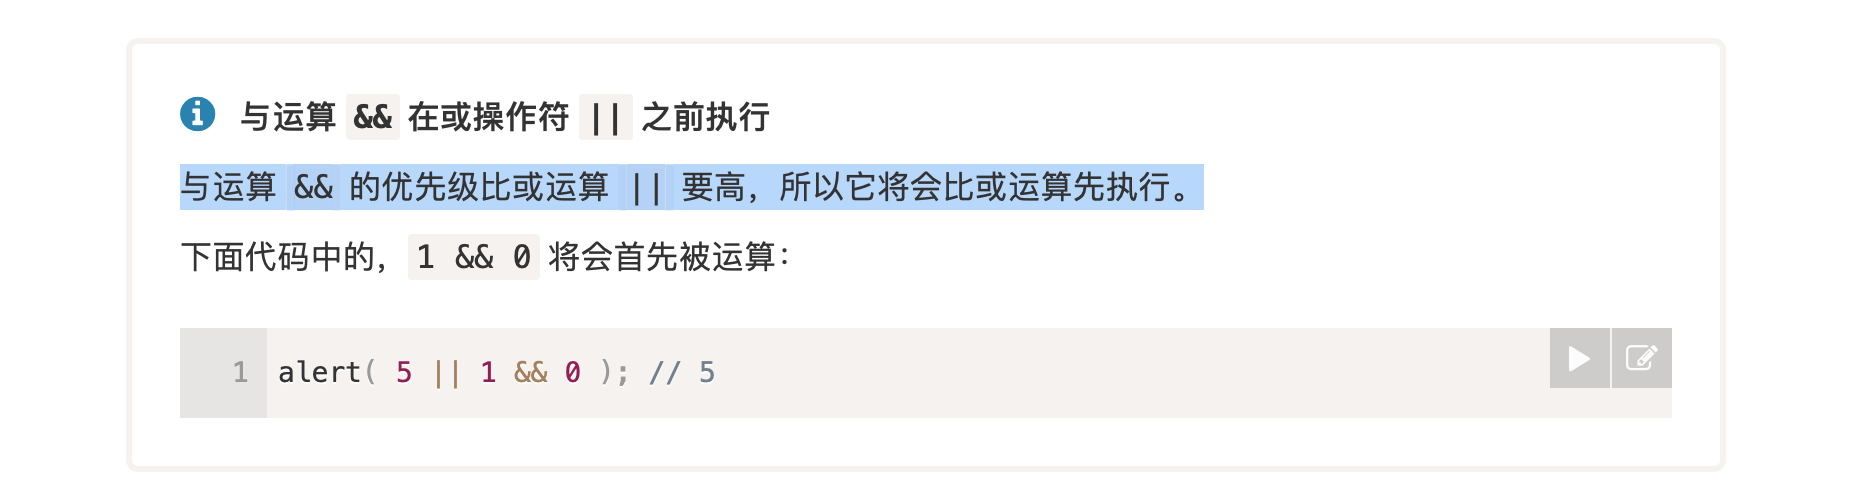 与运算 && 在或操作符 || 之前执行
与运算 && 的优先级比或运算 || 要高，所以它将会比或运算先执行。
下面代码中的，1 && 0 将会首先被运算：
1 alert( 5 || 1 && 0 ); // 5